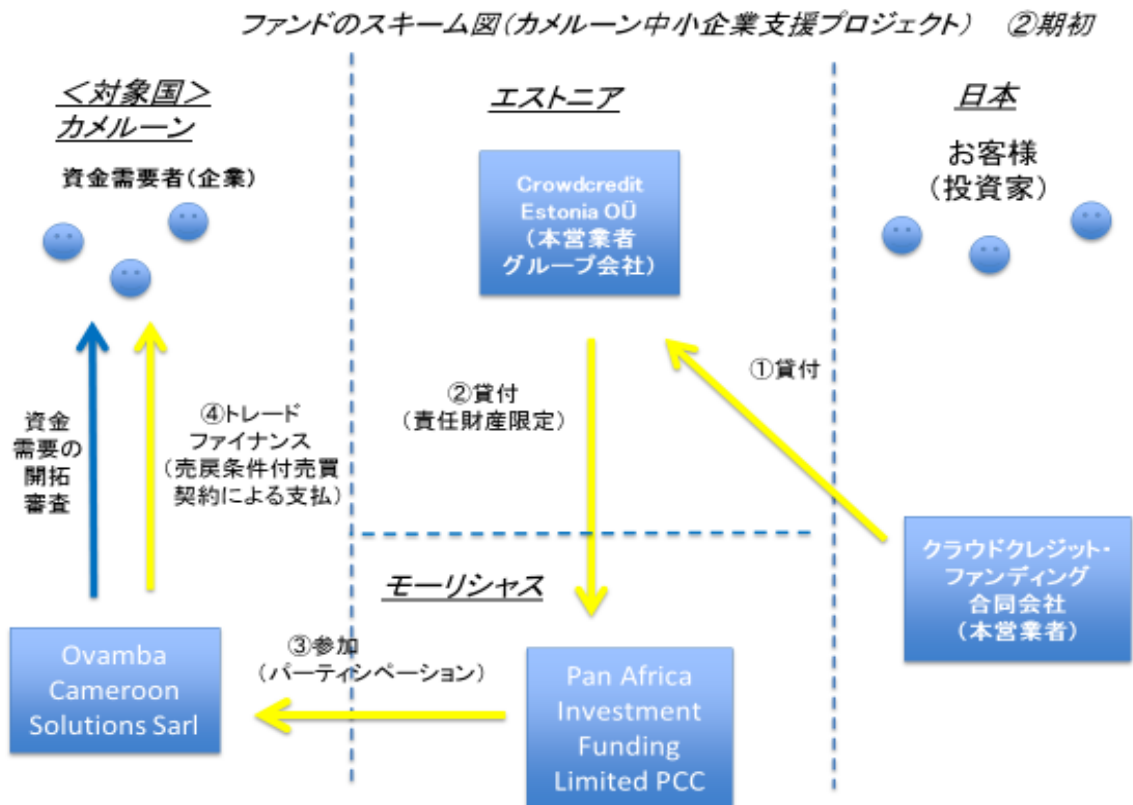 ファンドのスキーム図(カメルーン中小企業支援プロジェクト) ②期初
<対象国>
カメルーン
資金需要者(企業)
エストニア
Crowdcredit
Estonia OÜ
(本営業者
グループ会社)
日本
お客様
(投資家)
①貸付
②貸付
(責任財産限定)
資金
需要の
開拓
審査
④トレード
ファイナンス
(売戻条件付売買
契約による支払)
クラウドクレジット・
ファンディング
合同会社
(本営業者)
モーリシャス
③参加
(パーティシペーション)
Ovamba
Cameroon
Solutions Sarl
Pan Africa
Investment
Funding
Limited PCC